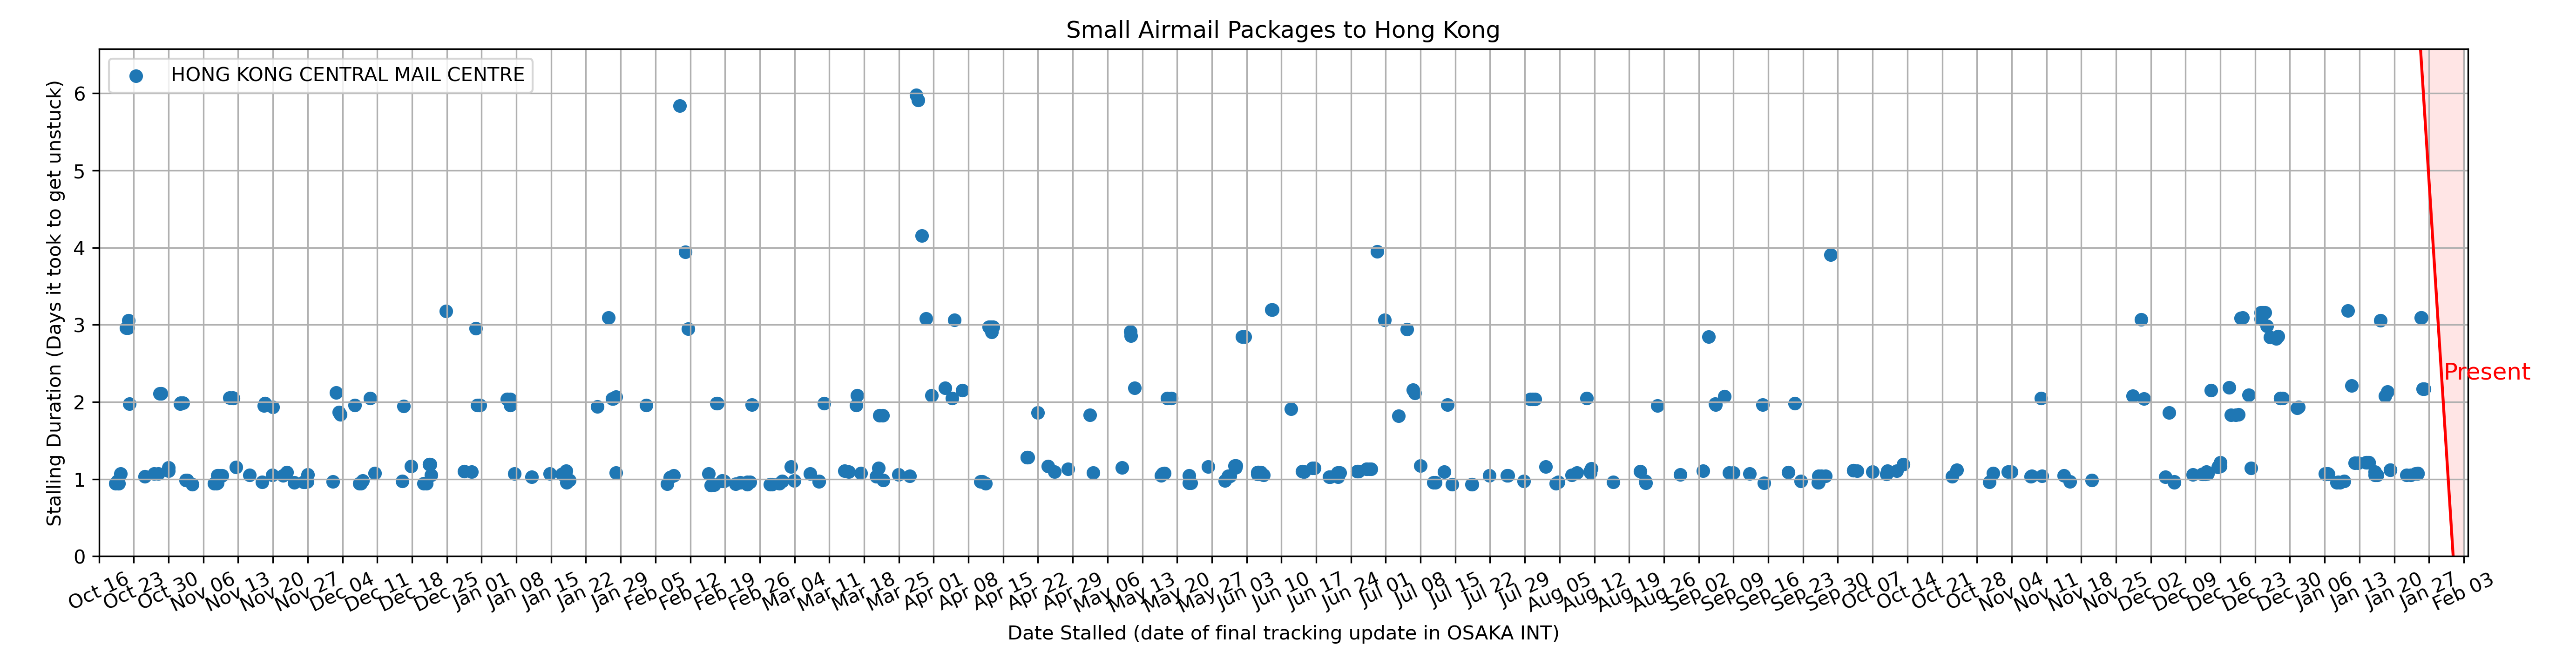 Small Airmail Packages to Hong Kong
HONG KONG CENTRAL MAIL CENTRE
Stalling Duration (Days it took to get unstuck)
6
5
4
3
2
1
0
Present
Oct 16 Oct 23 Oct 30 Nov 06 Nov 13 Nov 20 Nov 27 Dec 04 Dec 11 Dec 18 Dec 25 Jan 01 Jan 08 Jan 15 Jan 22 Jan 29 Feb 05 Feb 12 Feb 19 Feb 26 Mar 04 Mar 11 Mar 18 Mar 25 Apr 01 Apr 08 Apr 15 Apr 22 Apr 29 May 06 May 13 May 20 May 27 Jun 03 Jun 10 Jun 17 Jun 24 Jul 01 Jul 08 Jul 15 Jul 22 Jul 29 Aug 05 Aug 12 Aug 19 Aug 26 Sep 02 Sep 09 Sep 16 Sep 23 Sep 30 Oct 07 Oct 14 Oct 21 Oct 28 Nov 04 Nov 11 Nov 18 Nov 25 Dec 02 Dec 09 Dec 16 Dec 23 Dec 30 Jan 06 Jan 13 Jan 20 Jan 27 Feb 03
Date Stalled (date of final tracking update in OSAKA INT)